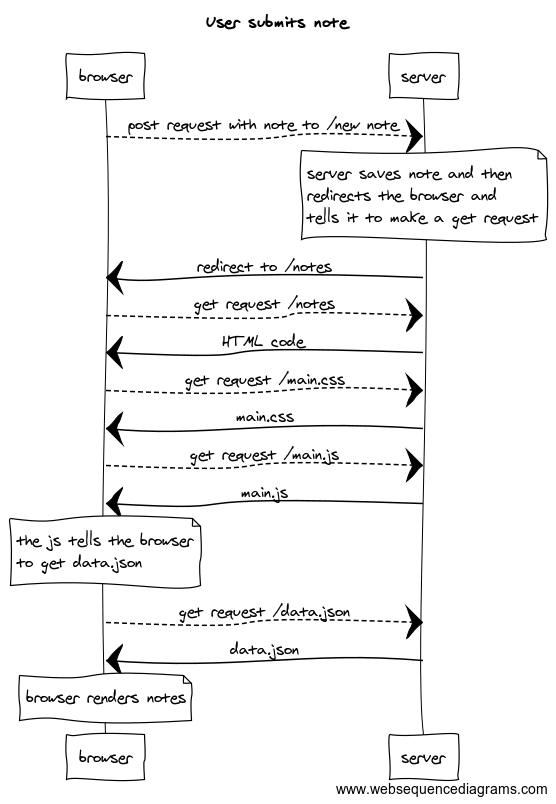 User submits note
browser
server
post request with note to /new note
server saves note and then
redirects the browser and
tells it to make a get request
redirect to /notes
get request /notes
HTML code
get request /main.css
main.css
get request /main.js
main.js
the js tells the browser
to get data.json
get request /data.json
data.json
browser renders notes
browser
server
www.websequencediagrams.com